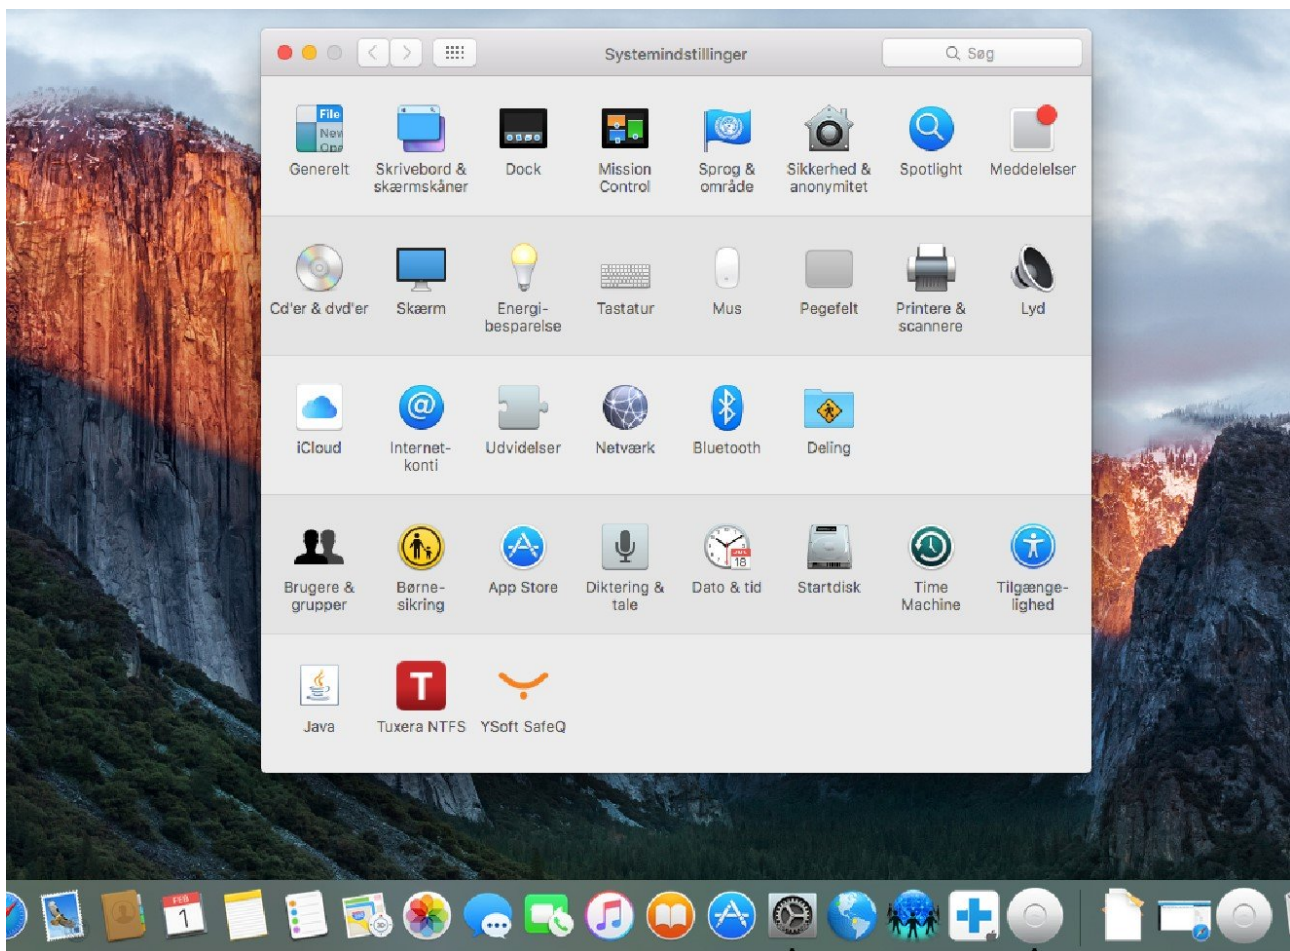 Systemindstillinger
Søg
File
New
Ope
Generelt
Skrivebord &
skærmskåner
Dock
Mission
Control
Sprog &
område
Sikkerhed &
anonymitet
Spotlight
Meddelelser
Cd'er & dvd'er
Skærm
Energi-
besparelse
Tastatur
Mus
Pegefelt
Printere &
scannere
Lyd
iCloud
@
Internet-
konti
Udvidelser
Netværk
Bluetooth
Deling
Brugere &
grupper
Børne-
sikring
App Store
Diktering &
tale
18
Dato & tid
Startdisk
Time
Machine
Tilgænge-
lighed
Java
T
Tuxera NTFS
YSoft SafeQ
FEB
1